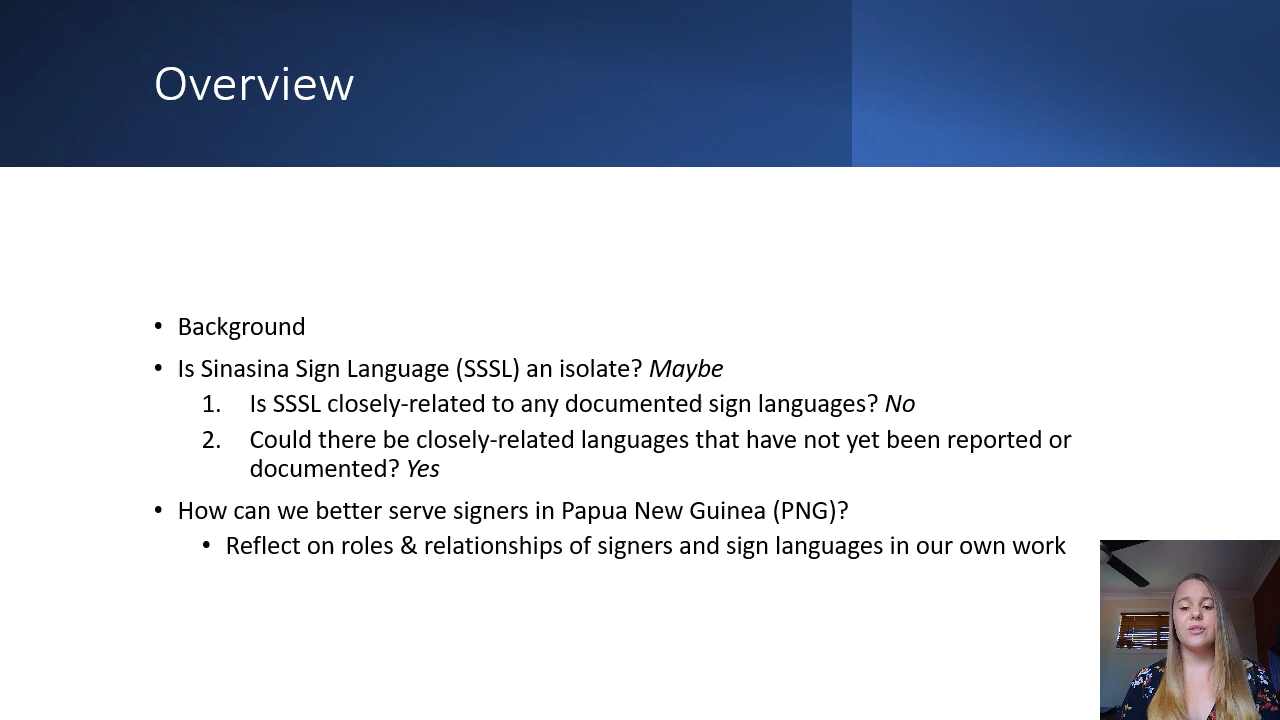 Overview
• Background
• Is Sinasina Sign Language (SSSL) an isolate? Maybe
1. Is SSSL closely-related to any documented sign languages? No
2. Could there be closely-related languages that have not yet been reported or
documented? Yes
• How can we better serve signers in Papua New Guinea (PNG)?
• Reflect on roles & relationships of signers and sign languages in our own work